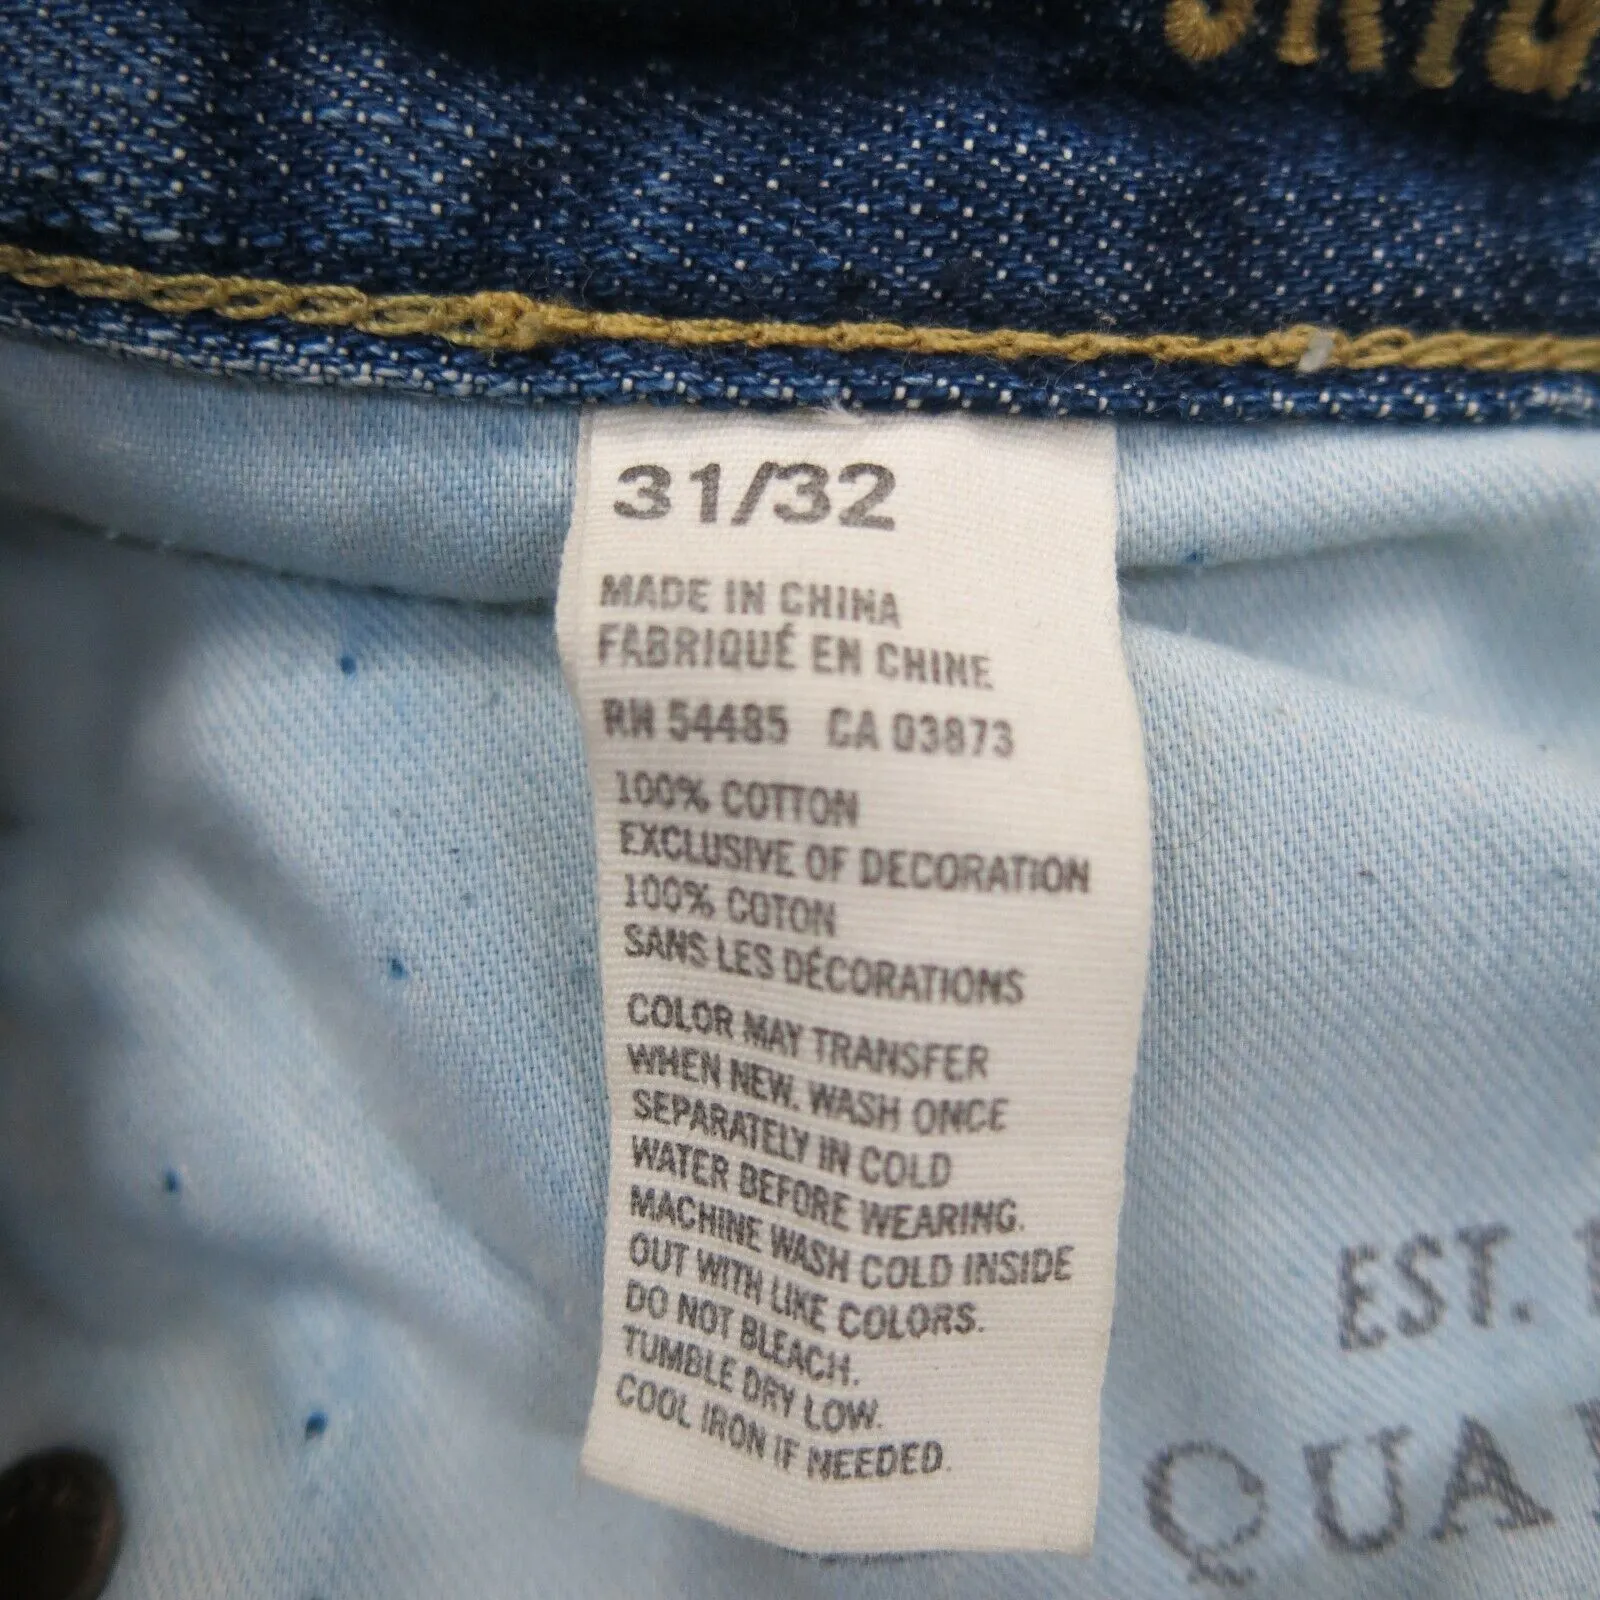 31/32
MADE IN CHINA
FABRIQUÉ EN CHINE
RN 54485 CA 03873
100% COTTON
EXCLUSIVE OF DECORATION
100% COTON
SANS LES DÉCORATIONS
COLOR MAY TRANSFER
WHEN NEW. WASH ONCE
SEPARATELY IN COLD
WATER BEFORE WEARING.
MACHINE WASH COLD INSIDE
OUT WITH LIKE COLORS.
DO NOT BLEACH.
TUMBLE DRY LOW.
COOL IRON IF NEEDED.
EST.
QUA